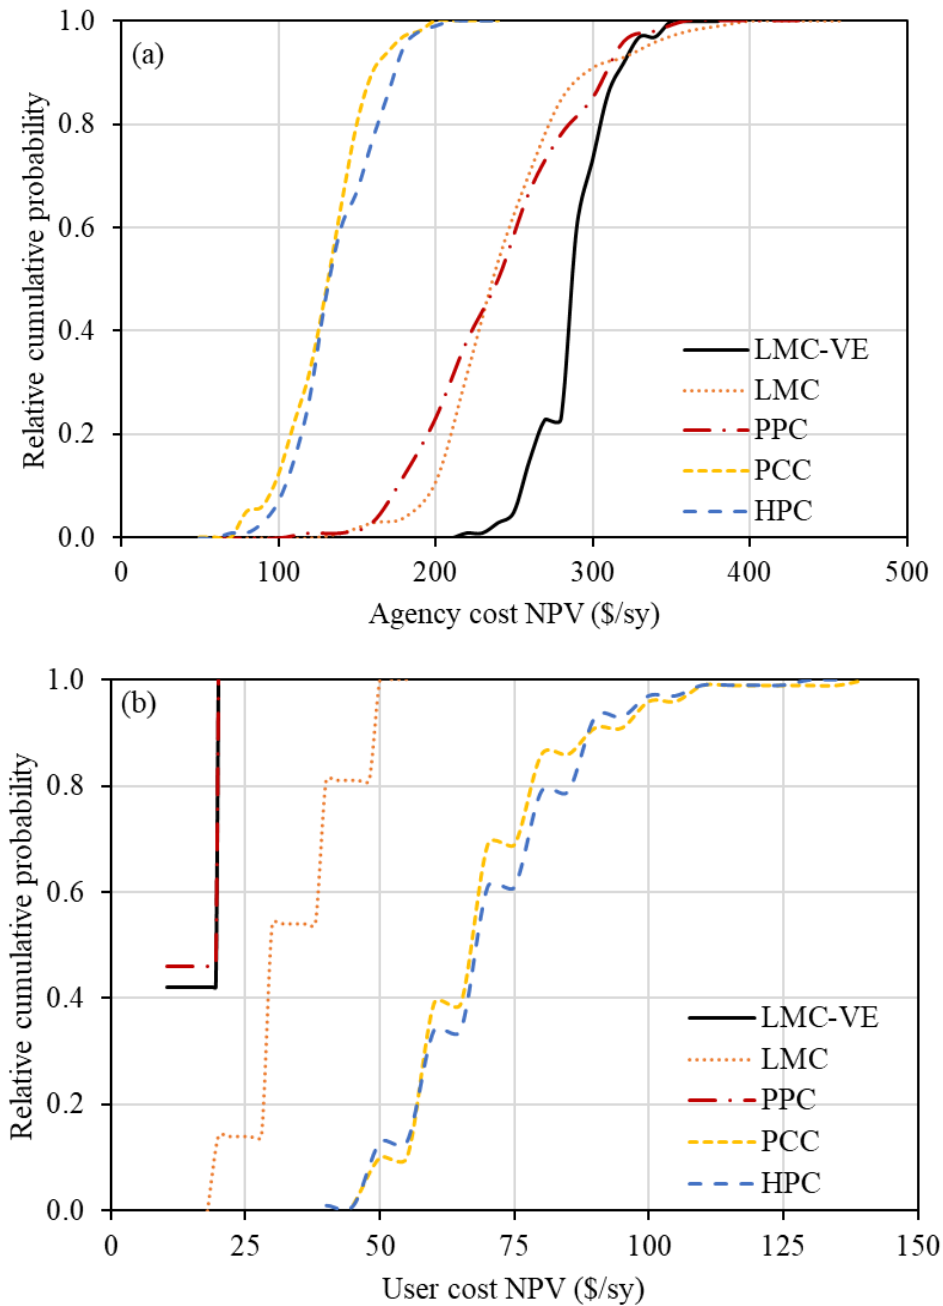 (a)
Relative cumulative probability
1.0
0.8
0.6
0.4
0.2
0.0
LMC-VE
LMC
PPC
PCC
HPC
0 100 200 300 400 500
Agency cost NPV ($/sy)
(b)
Relative cumulative probability
1.0
0.8
0.6
0.4
0.2
0.0
LMC-VE
LMC
PPC
PCC
HPC
0 25 50 75 100 125 150
User cost NPV ($/sy)